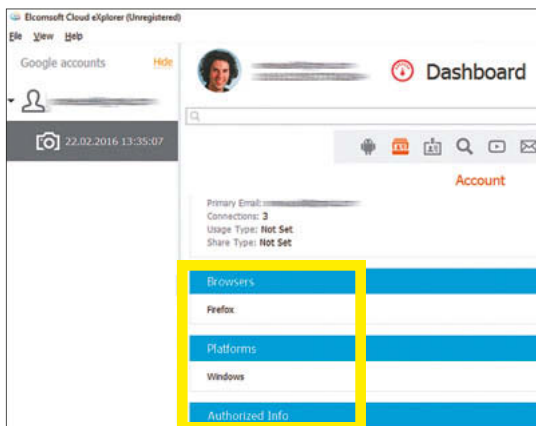 Elcomsoft Cloud eXplorer (Unregistered)
File View Help
Google accounts Hide
Dashboard
22.02.2016 13:35:07
Account
Primary Email:
Connections: 3
Usage Type: Not Set
Share Type: Not Set
Browsers
Firefox
Platforms
Windows
Authorized Info